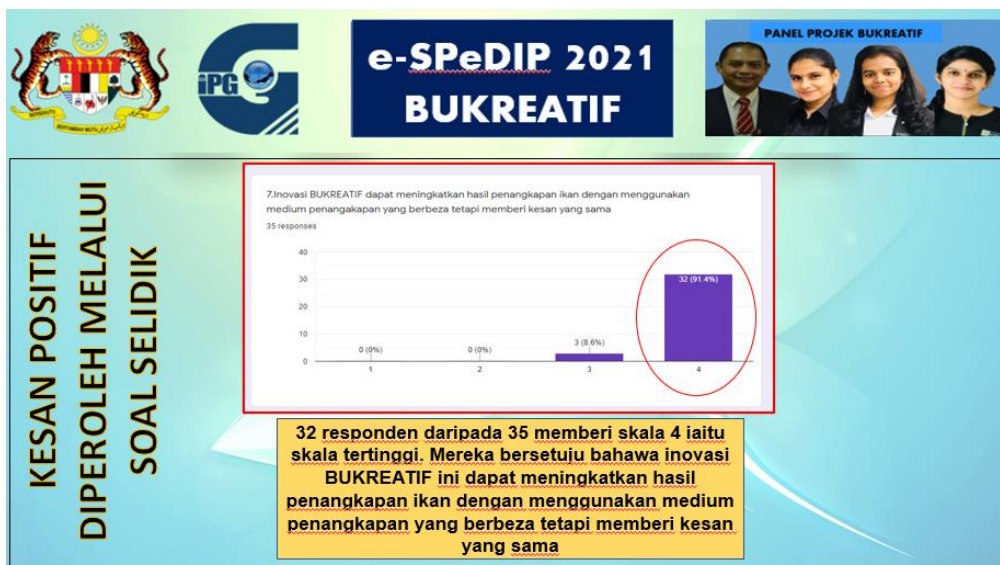 iPG
e-SPeDIP 2021
BUKREATIF
PANEL PROJEK BUKREATIF
KESAN POSITIF
DIPEROLEH MELALUI
SOAL SELIDIK
7.Inovasi BUKREATIF dapat meningkatkan hasil penangkapan ikan dengan menggunakan
medium penangakapan yang berbeza tetapi memberi kesan yang sama
35 responses
40
30
20
10
0
0 (0%)
0 (0%)
3 (8.6%)
32 (91.4%)
1
2
3
4
32 responden daripada 35 memberi skala 4 iaitu
skala tertinggi. Mereka bersetuju bahawa inovasi
BUKREATIF ini dapat meningkatkan hasil
penangkapan ikan dengan menggunakan medium
penangkapan yang berbeza tetapi memberi kesan
yang sama